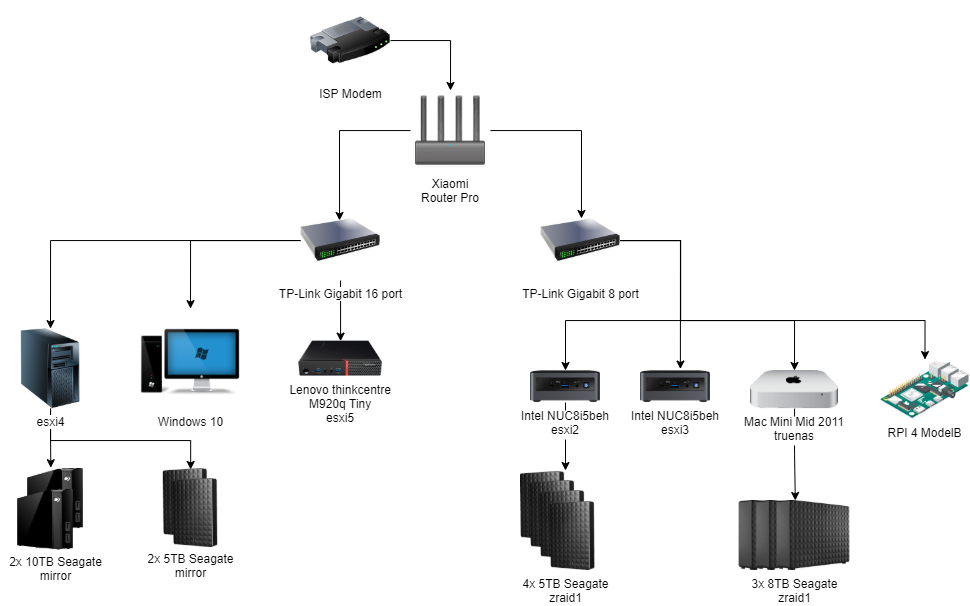 ISP Modem
Xiaomi
Router Pro
TP-Link Gigabit 16 port
TP-Link Gigabit 8 port
esxi4
Windows 10
Lenovo thinkcentre
M920q Tiny
esxi5
Intel NUC8i5beh
esxi2
Intel NUC8i5beh
esxi3
Mac Mini Mid 2011
truenas
RPI 4 ModelB
2x 10TB Seagate
mirror
2x 5TB Seagate
mirror
4x 5TB Seagate
zraid1
3x 8TB Seagate
zraid1